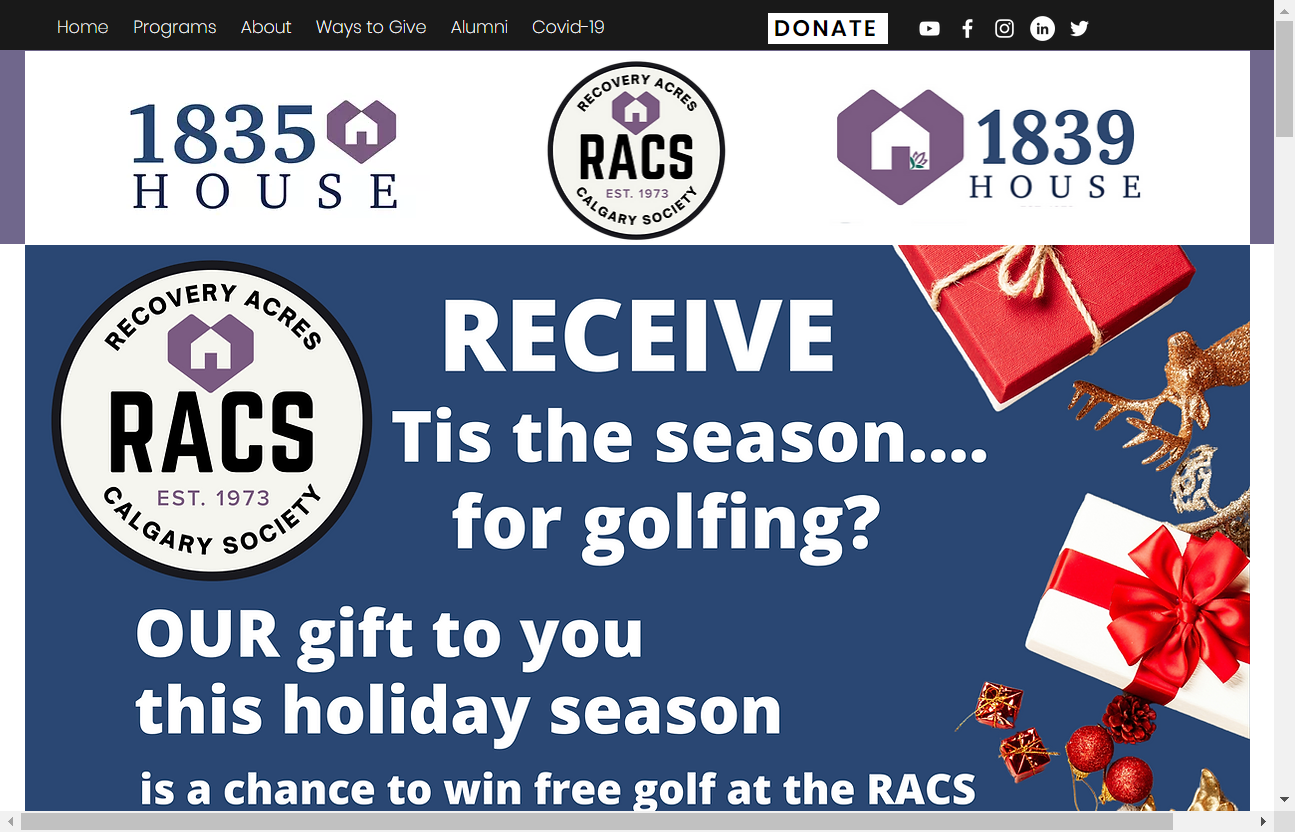 Home Programs About Ways to Give Alumni Covid-19 DONATE in
1835
HOUSE
RECOVERY ACRES
RACS
EST. 1973
CALGARY SOCIETY
1839
HOUSE
RECOVERY ACRES
RACS
EST. 1973
CALGARY SOCIETY
RECEIVE
Tis the season....
for golfing?
OUR gift to you
this holiday season
is a chance to win free golf at the RACS